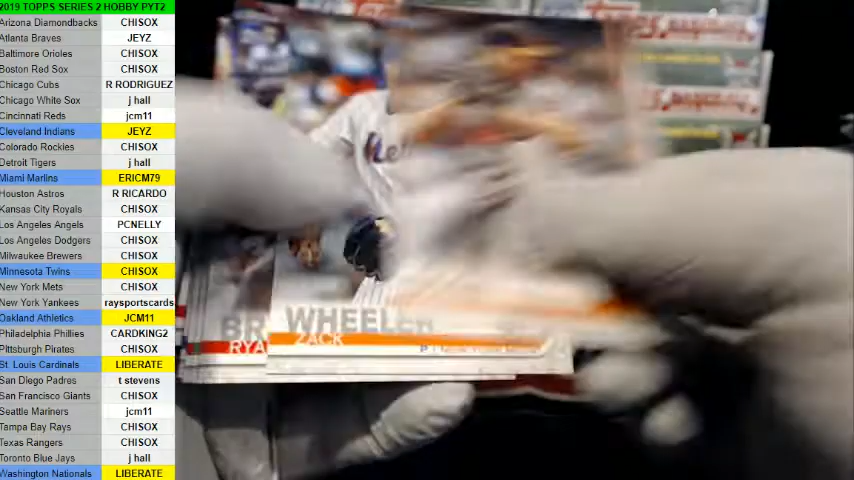 2019 TOPPS SERIES 2 HOBBY PYT2
Arizona Diamondbacks CHISOX
Atlanta Braves JEYZ
Baltimore Orioles CHISOX
Boston Red Sox CHISOX
Chicago Cubs R RODRIGUEZ
Chicago White Sox j hall
Cincinnati Reds jcm11
Cleveland Indians JEYZ
Colorado Rockies CHISOX
Detroit Tigers j hall
Miami Marlins ERICM79
Houston Astros R RICARDO
Kansas City Royals CHISOX
Los Angeles Angels PCNELLY
Los Angeles Dodgers CHISOX
Milwaukee Brewers CHISOX
Minnesota Twins CHISOX
New York Mets CHISOX
New York Yankees raysportscards
Oakland Athletics JCM11
Philadelphia Phillies CARDKING2
Pittsburgh Pirates CHISOX
St. Louis Cardinals LIBERATE
San Diego Padres t stevens
San Francisco Giants CHISOX
Seattle Mariners jcm11
Tampa Bay Rays CHISOX
Texas Rangers CHISOX
Toronto Blue Jays j hall
Washington Nationals LIBERATE
BR
RYA
WHEELER
ZACK